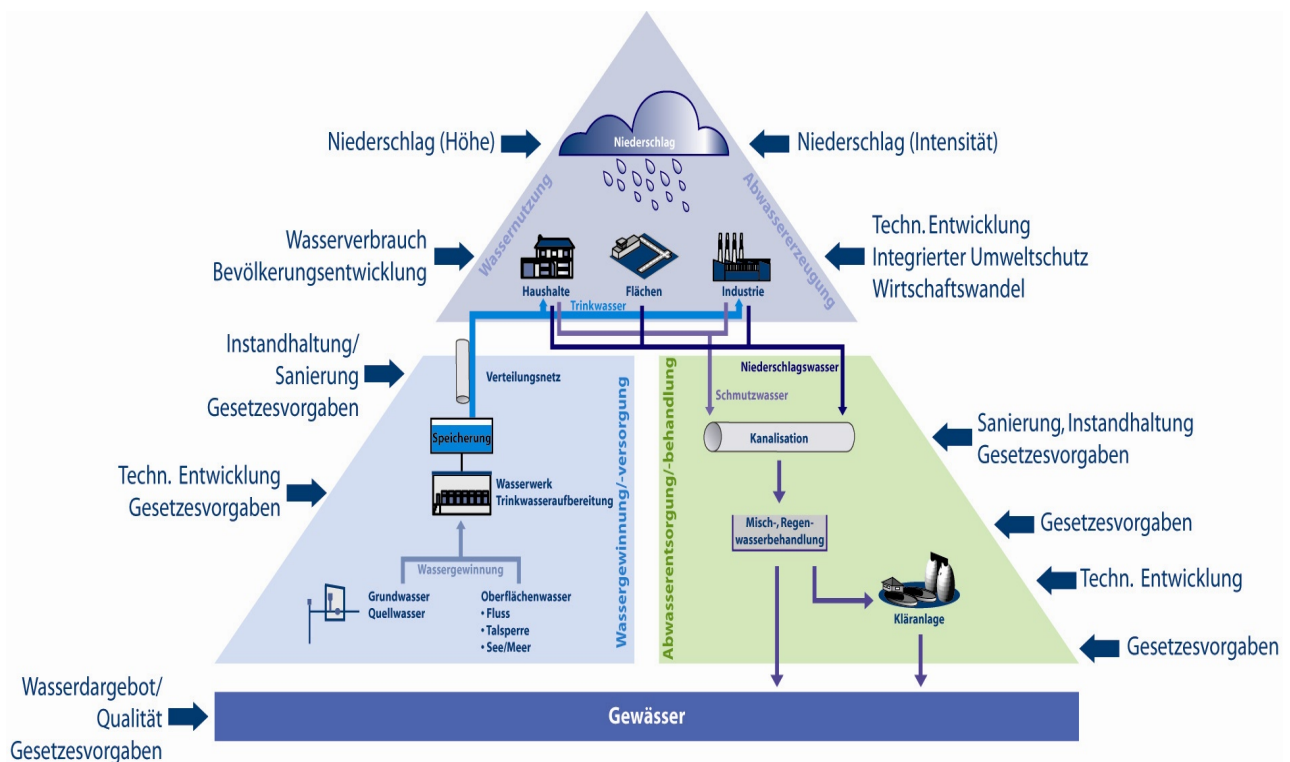 Niederschlag (Höhe)
Niederschlag
Niederschlag (Intensität)
Wassernutzung
Abwassererzeugung
Wasserverbrauch
Bevölkerungsentwicklung
Techn. Entwicklung
Integrierter Umweltschutz
Wirtschaftswandel
Haushalte
Flächen
Industrie
Trinkwasser
Instandhaltung/
Sanierung
Gesetzesvorgaben
Verteilungsnetz
Speicherung
Techn. Entwicklung
Gesetzesvorgaben
Wasserwerk
Trinkwasseraufbereitung
Wassergewinnung
Grundwasser
Quellwasser
Oberflächenwasser
• Fluss
• Talsperre
• See/Meer
Wassergewinnung/-versorgung
Abwasserentsorgung/-behandlung
Niederschlagswasser
Schmutzwasser
Kanalisation
Sanierung, Instandhaltung
Gesetzesvorgaben
Misch-, Regen-
wasserbehandlung
Gesetzesvorgaben
Techn. Entwicklung
Kläranlage
Gesetzesvorgaben
Wasserdargebot/
Qualität
Gesetzesvorgaben
Gewässer